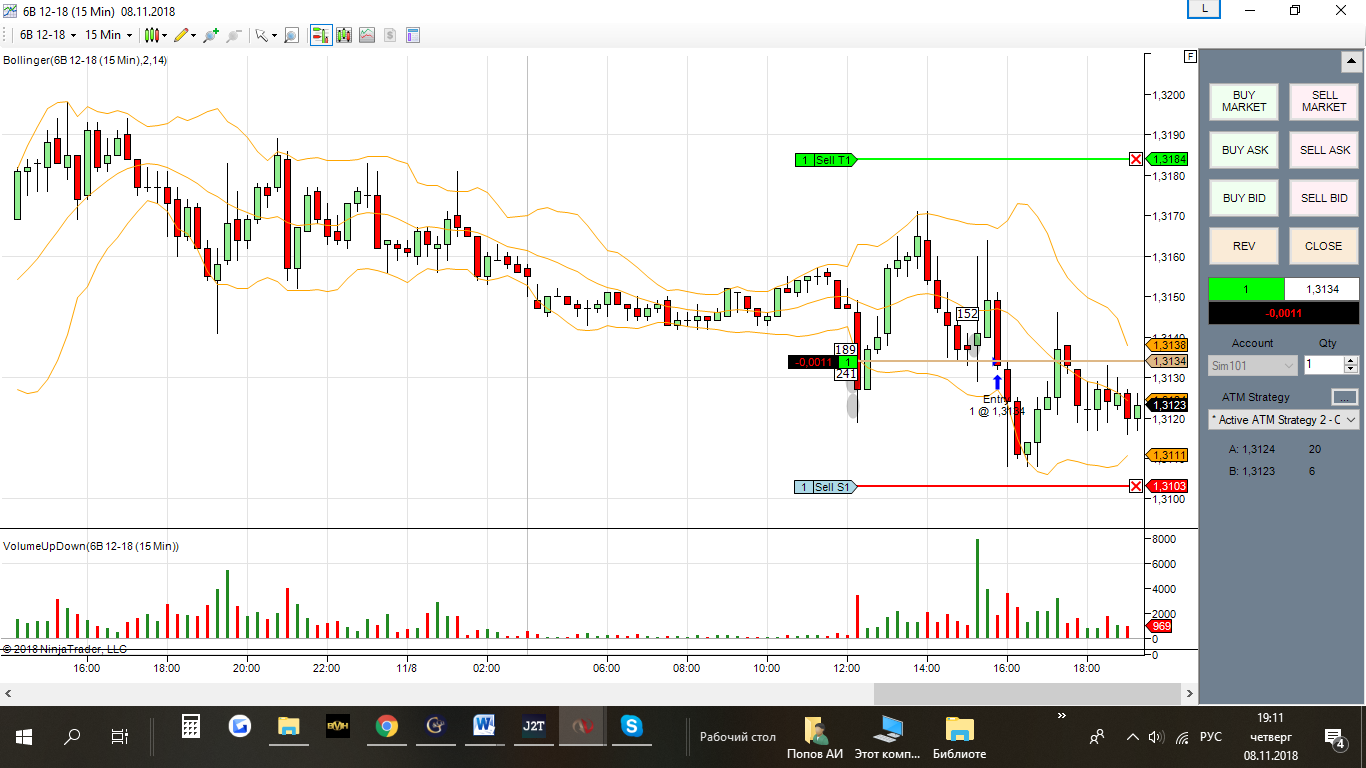 6B 12-18 (15 Min) 08.11.2018
L
6B 12-18 15 Min
Bollinger(6B 12-18 (15 Min),2,14)
F
1,3200
1,3190
1 Sell T1
1,3184
1,3180
1,3170
1,3160
1,3150
152
189
1,3138
-0,0011 1
1,3134
241
1,3130
Entry
1 @ 1,3134
1,3123
1,3120
1,3111
1 Sell S1
1,3103
1,3100
VolumeUpDown(6B 12-18 (15 Min))
8000
6000
4000
2000
969
0
0
© 2018 NinjaTrader, LLC
16:00 18:00 20:00 22:00 11/8 02:00 06:00 08:00 10:00 12:00 14:00 16:00 18:00
BUY MARKET
SELL MARKET
BUY ASK
SELL ASK
BUY BID
SELL BID
REV
CLOSE
1 1,3134
-0,0011
Account Qty
Sim101 1
ATM Strategy ...
* Active ATM Strategy 2 - C
A: 1,3124 20
B: 1,3123 6
BMH
W
J2T
S
Рабочий стол
Попов АИ
Этот комп...
Библиоте
РУС
19:11
четверг
08.11.2018
4